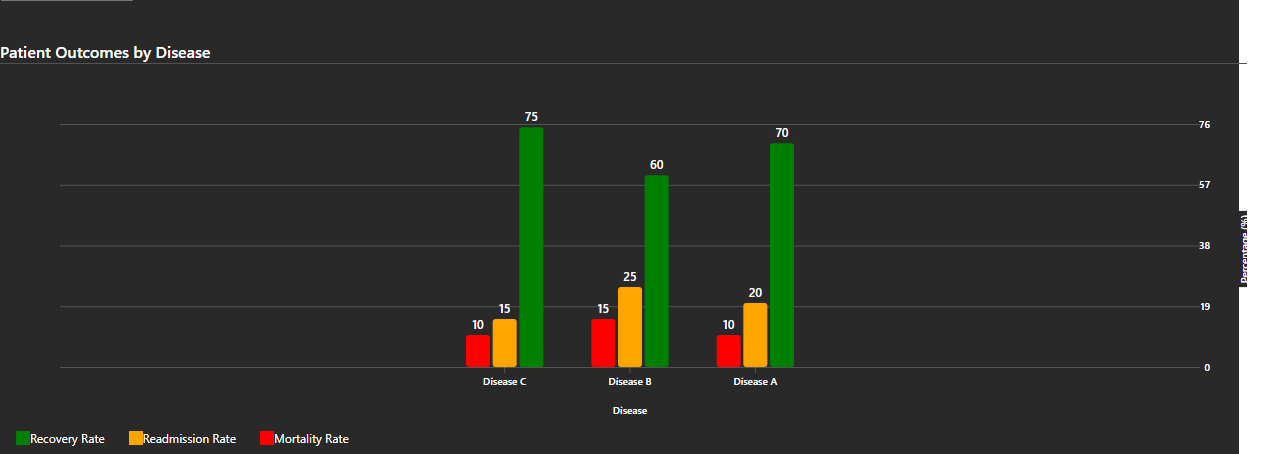 Patient Outcomes by Disease
75
60
70
10
15
15
25
10
20
76
57
38
19
0
Percentage (%)
Disease C
Disease B
Disease A
Disease
Recovery Rate
Readmission Rate
Mortality Rate